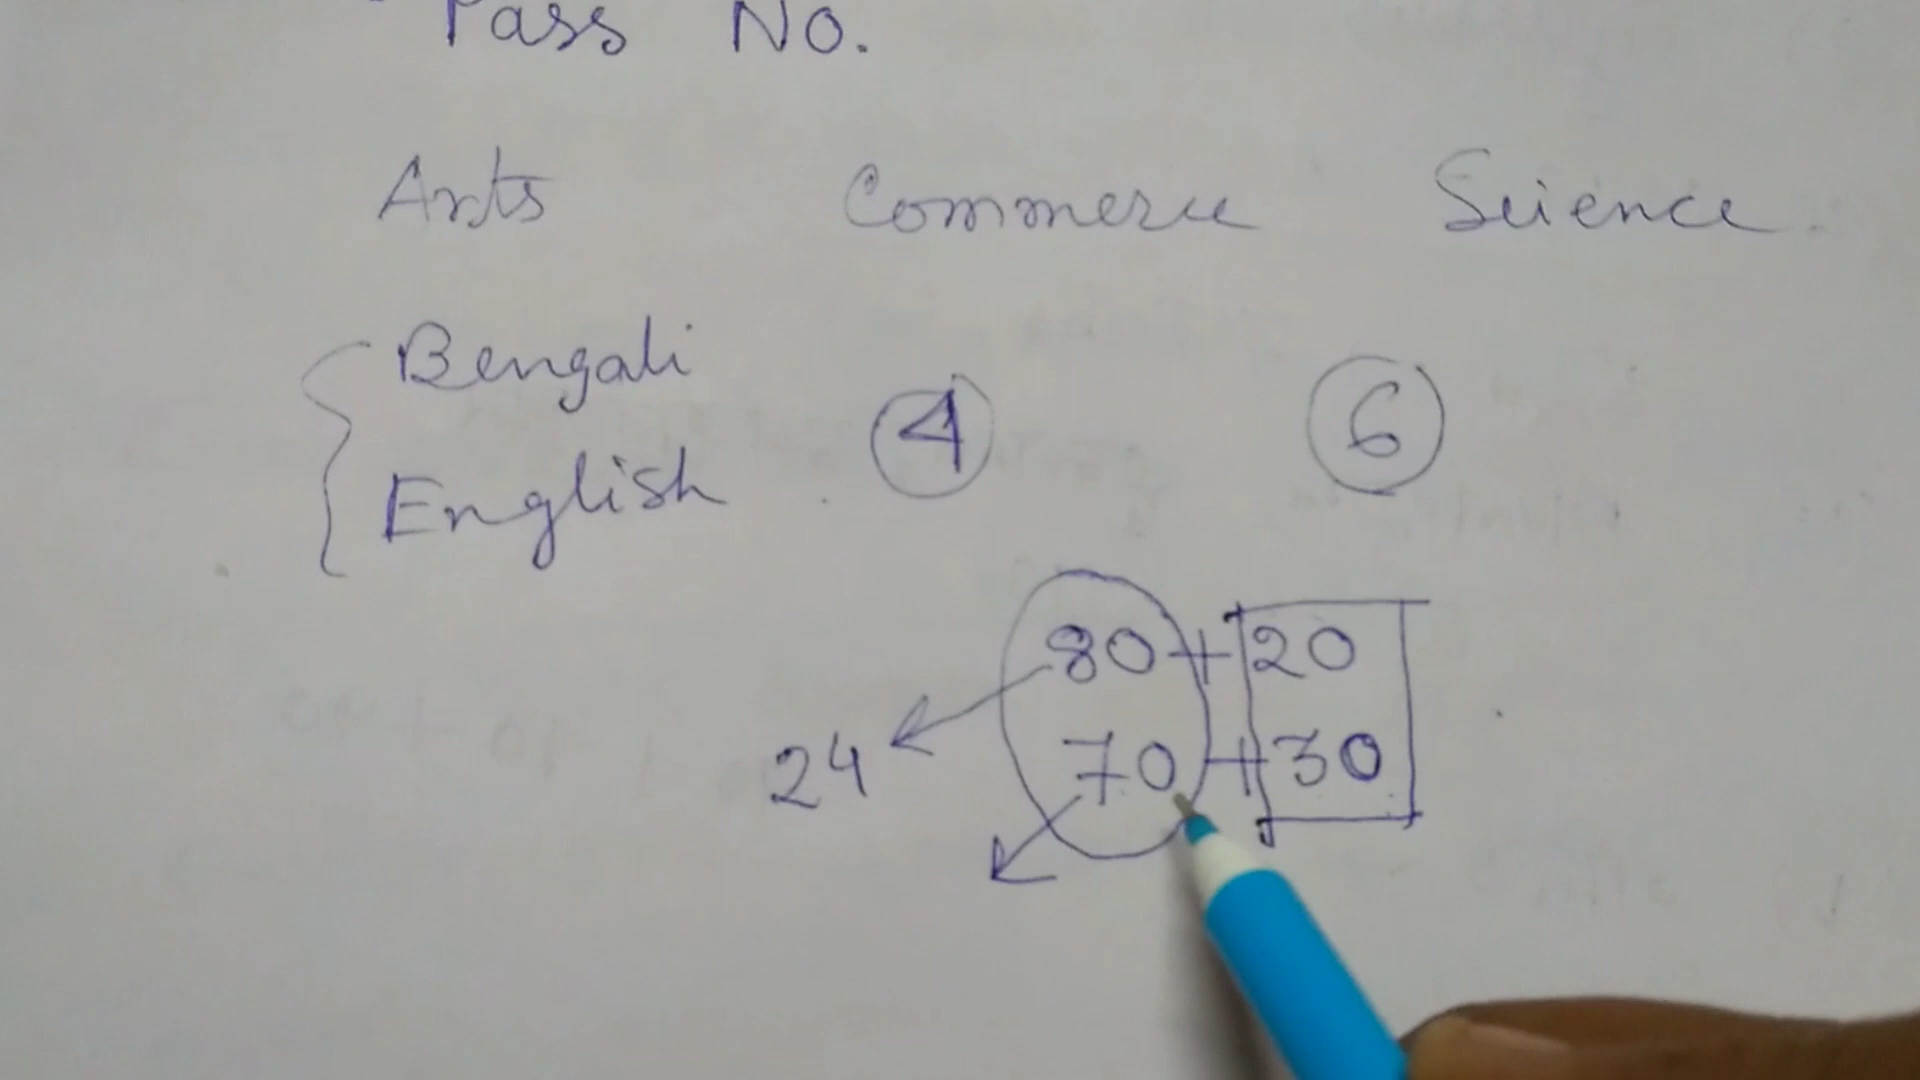 Pass No.
Arts Commerce Science
Bengali
English
4 6
80+20
24
70+30